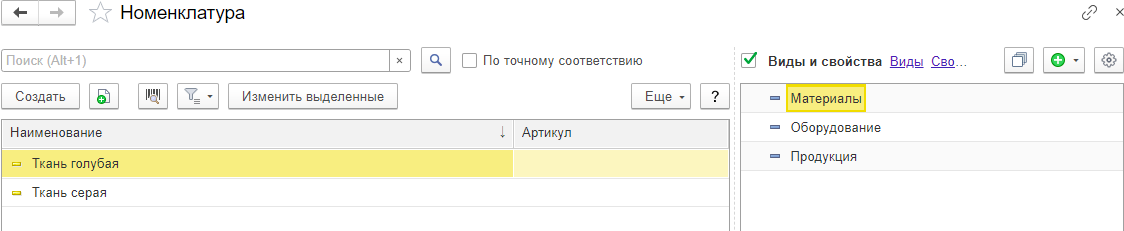 Номенклатура
Поиск (Alt+1) × По точному соответствию
Виды и свойства Виды Сво...
Создать Изменить выделенные Еще ?
Наименование ↓ Артикул
Ткань голубая
Ткань серая
Материалы
Оборудование
Продукция